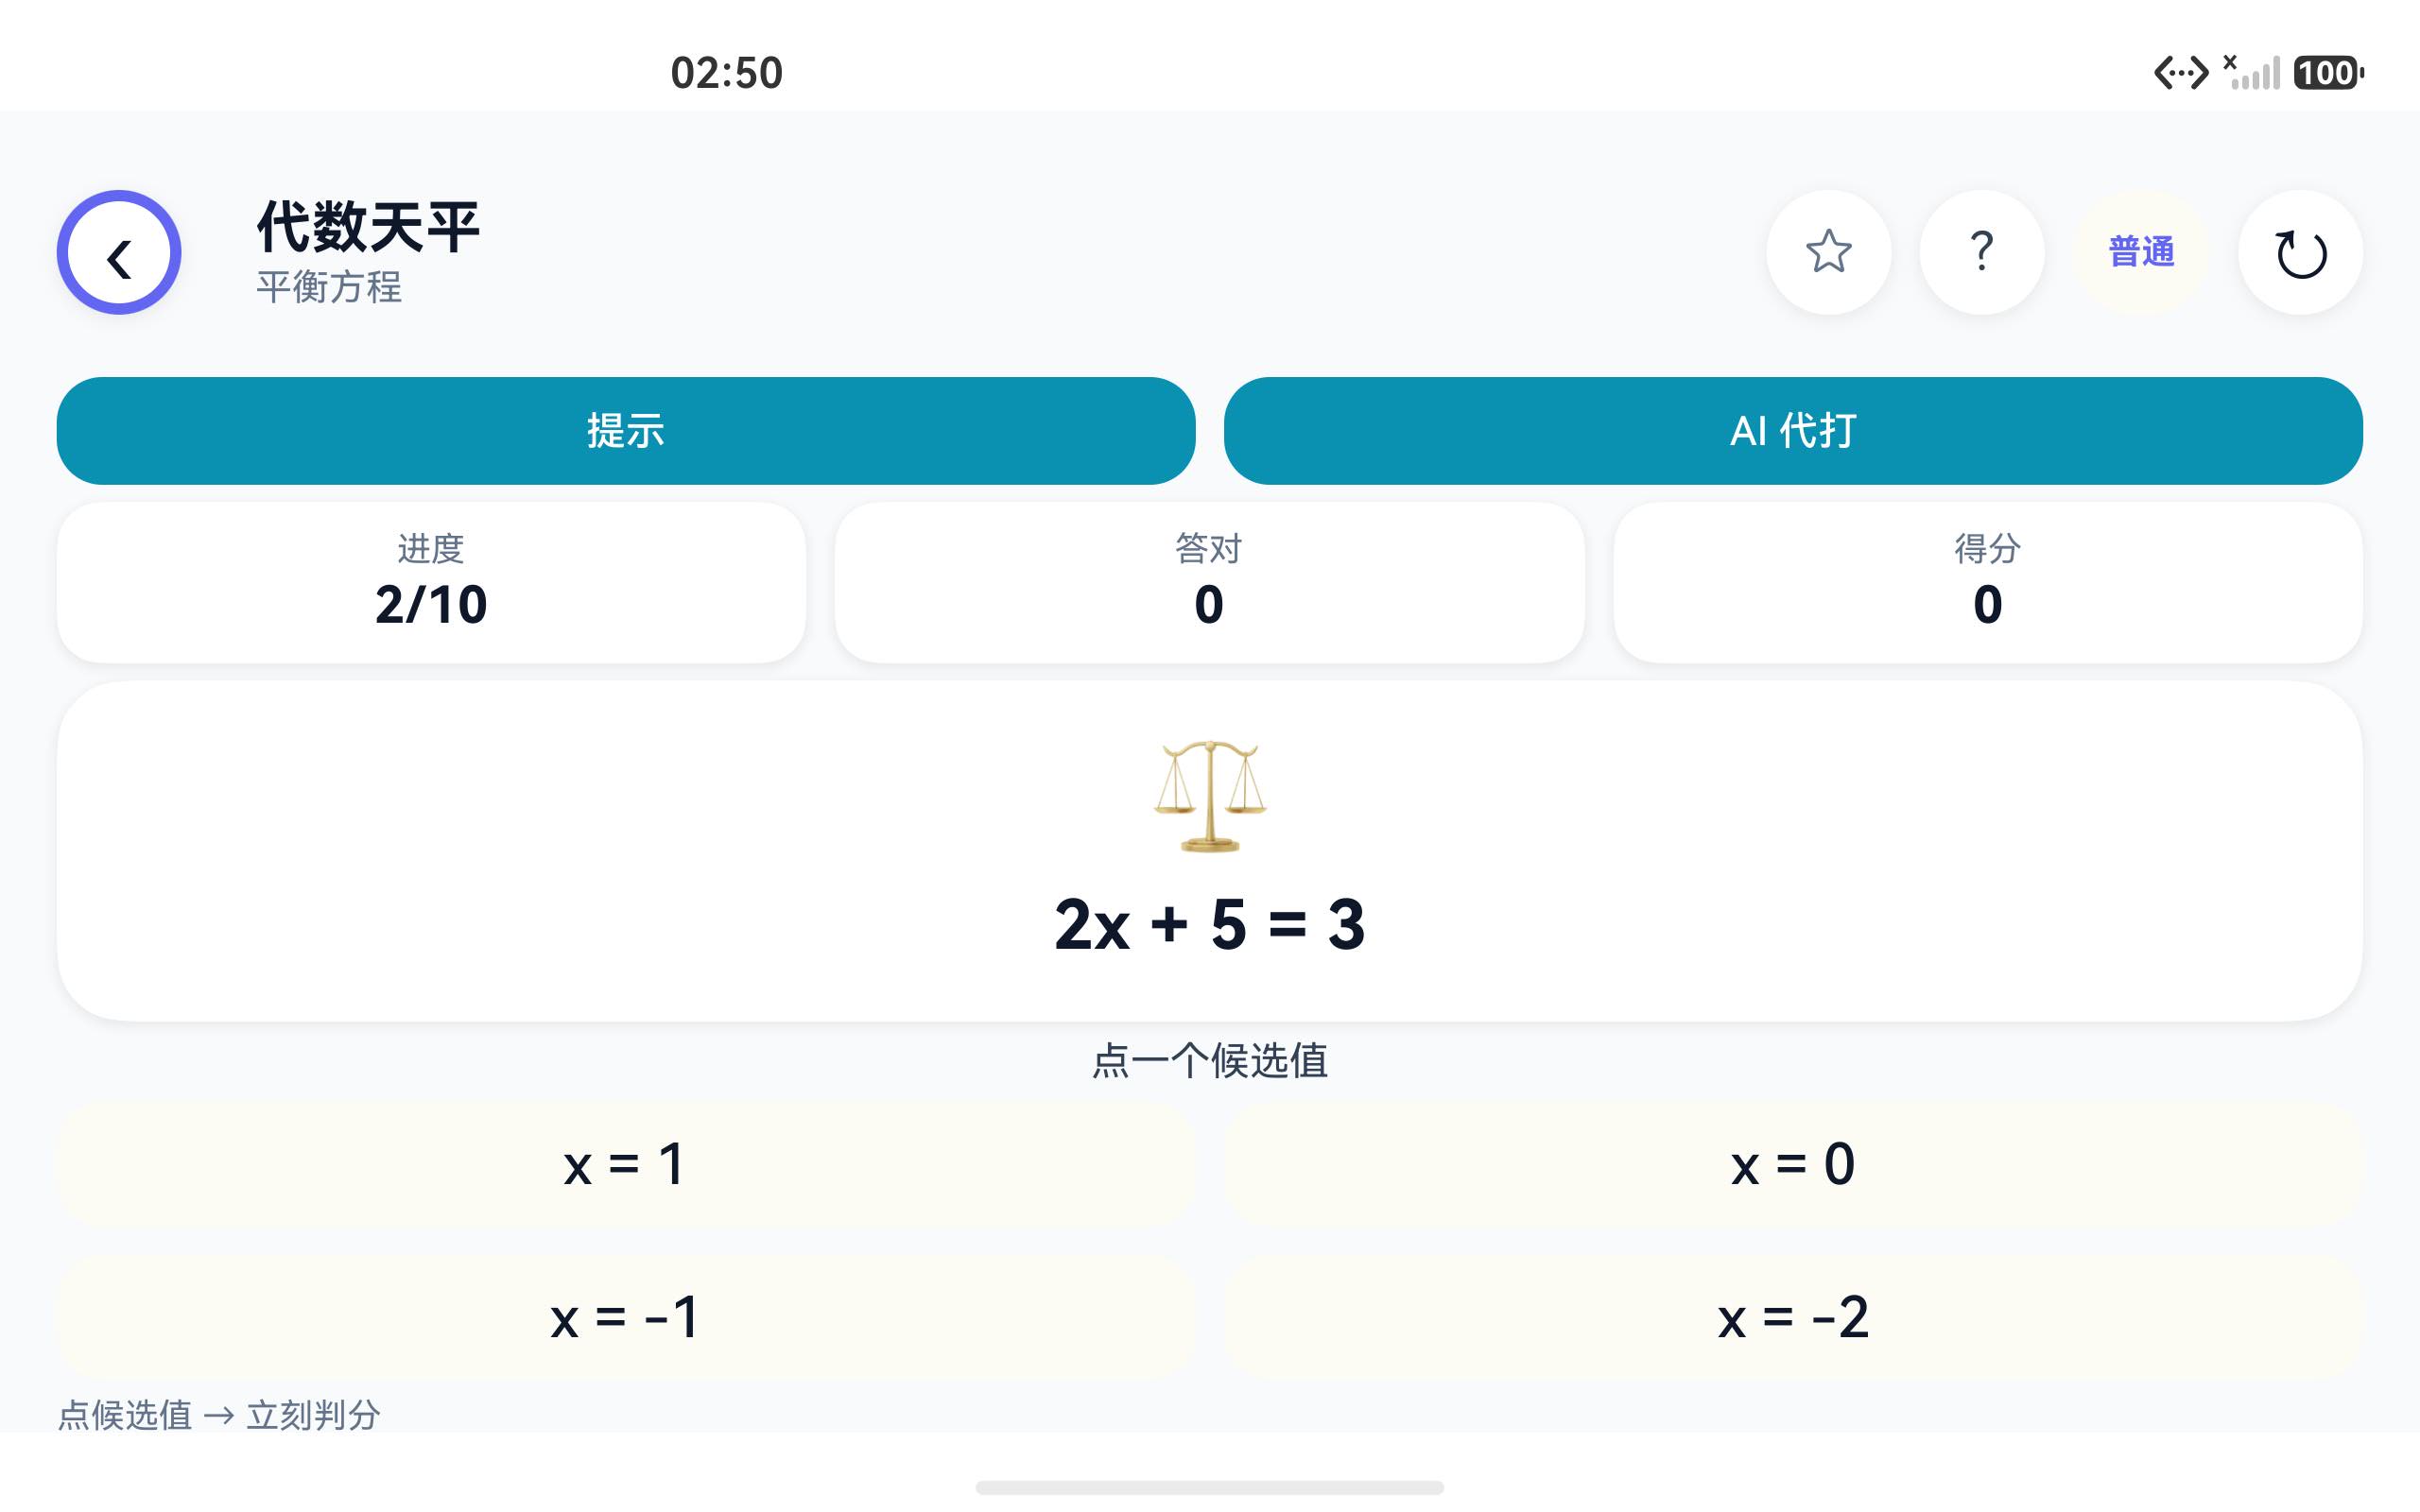 02:50
100
代数天平
平衡方程
?
普通
提示
AI 代打
进度
2/10
答对
0
得分
0
2x + 5 = 3
点一个候选值
x = 1
x = 0
x = -1
x = -2
点候选值 → 立刻判分